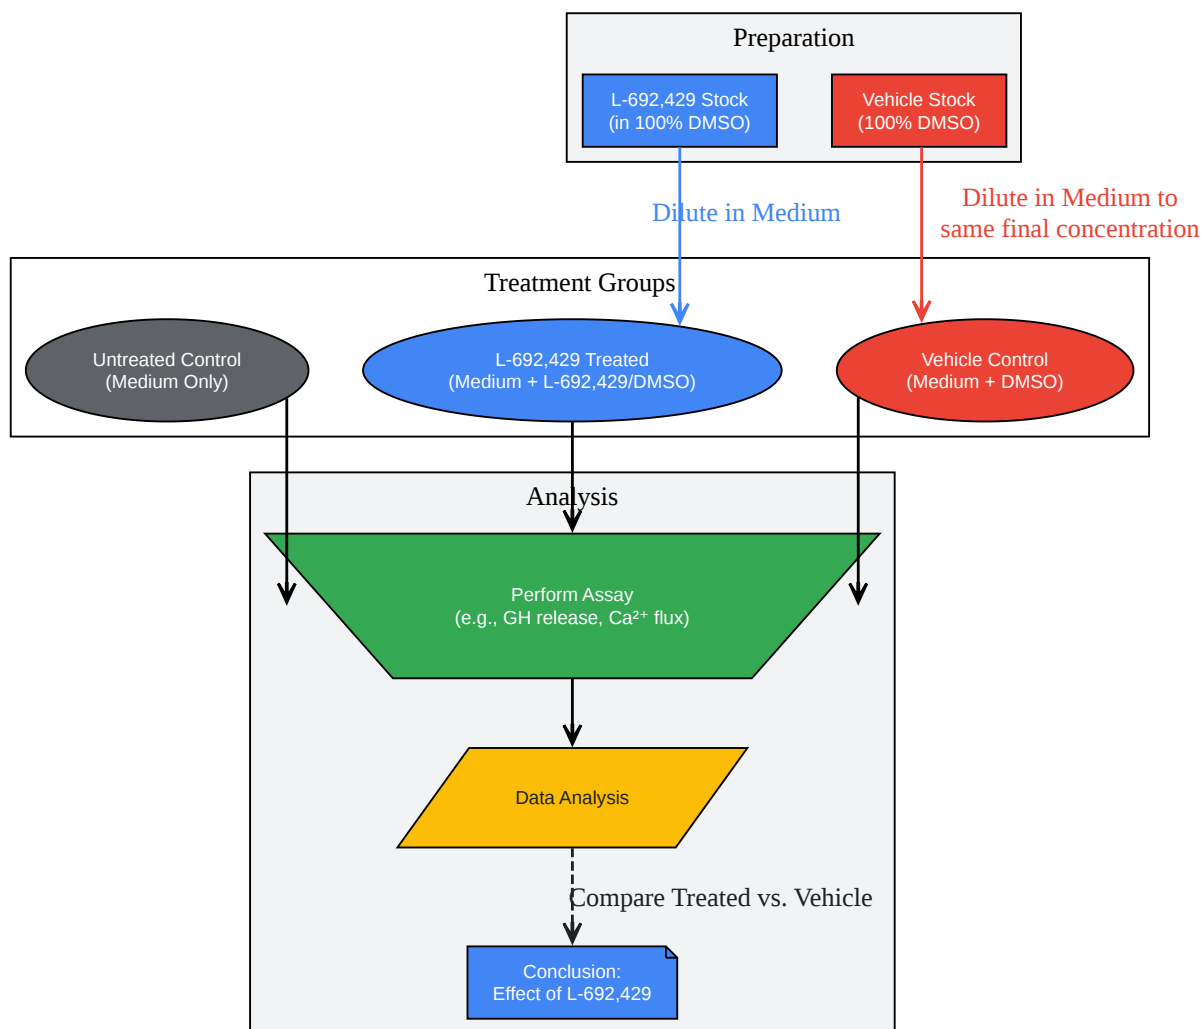 Preparation
L-692,429 Stock
(in 100% DMSO)
Vehicle Stock
(100% DMSO)
Dilute in Medium
Dilute in Medium to
same final concentration
Treatment Groups
Untreated Control
(Medium Only)
L-692,429 Treated
(Medium + L-692,429/DMSO)
Vehicle Control
(Medium + DMSO)
Analysis
Perform Assay
(e.g., GH release, Ca²⁺ flux)
Data Analysis
Compare Treated vs. Vehicle
Conclusion:
Effect of L-692,429